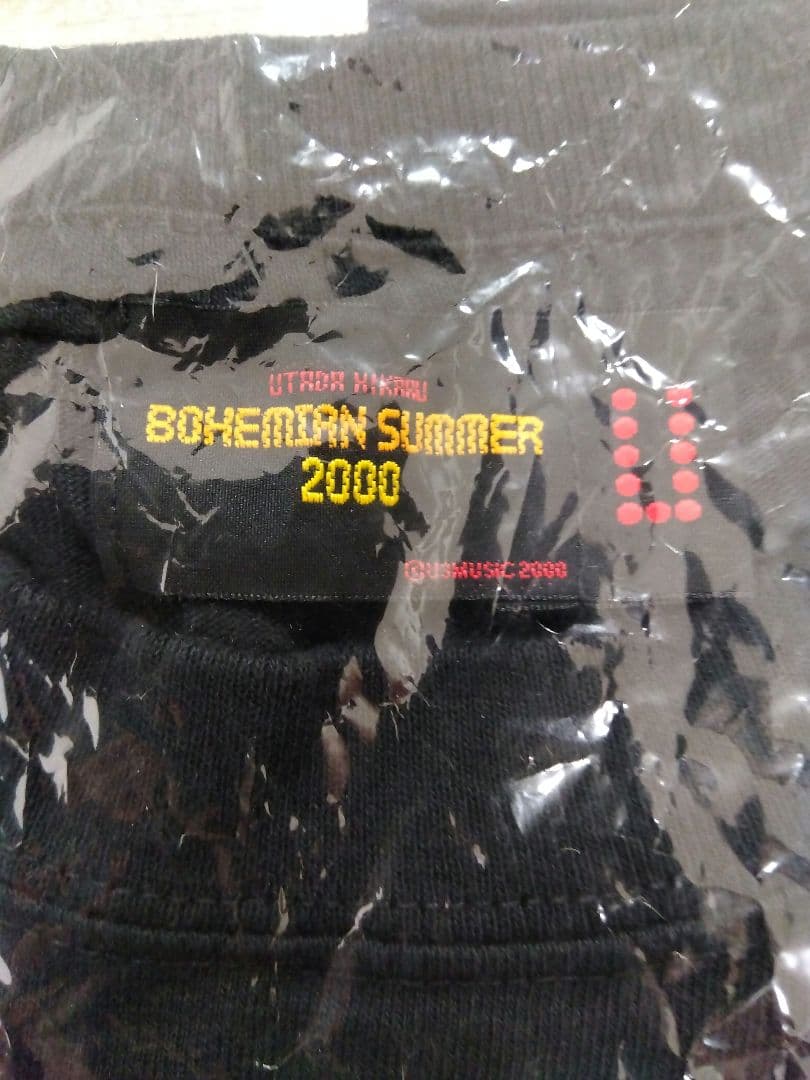 UTADA HIKARU
BOHEMIAN SUMMER
2000
U
©U3MUSIC 2000